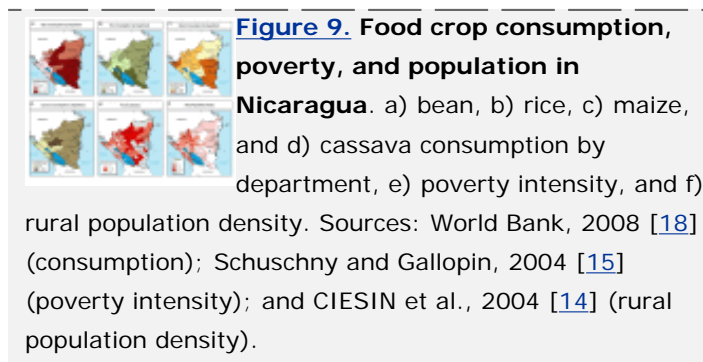 Figure 9. Food crop consumption,
poverty, and population in
Nicaragua. a) bean, b) rice, c) maize,
and d) cassava consumption by
department, e) poverty intensity, and f)
rural population density. Sources: World Bank, 2008 [18]
(consumption); Schuschny and Gallopin, 2004 [15]
(poverty intensity); and CIESIN et al., 2004 [14] (rural
population density).